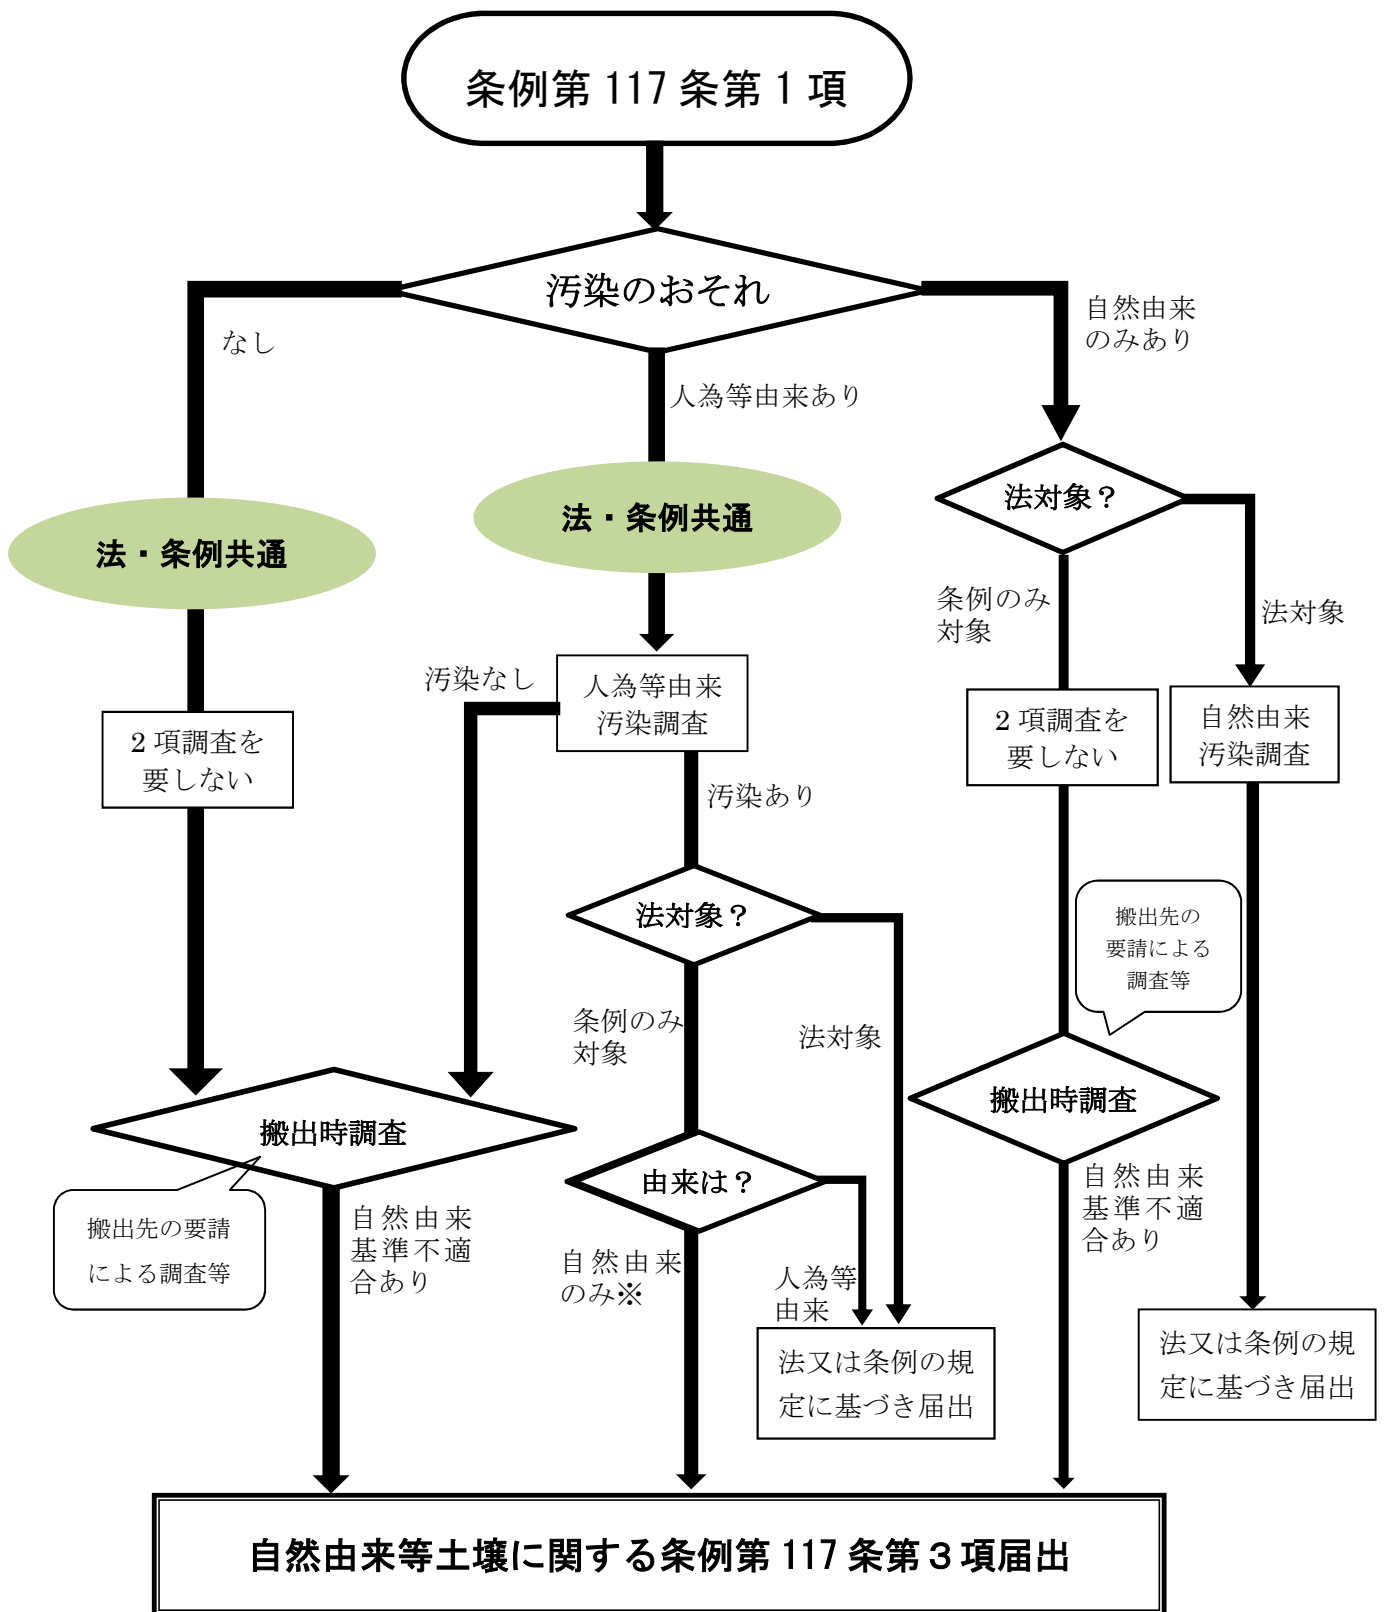 条例第 117 条第 1 項
汚染のおそれ
なし
人為等由来あり
自然由来
のみあり
法・条例共通
法・条例共通
法対象？
条例のみ
対象
法対象
2 項調査を
要しない
汚染なし
人為等由来
汚染調査
汚染あり
2 項調査を
要しない
自然由来
汚染調査
法対象？
条例のみ
対象
法対象
搬出先の
要請による
調査等
搬出時調査
搬出先の要請
による調査等
自然由来
基準不適
合あり
由来は？
自然由来
のみ※
人為等
由来
法又は条例の規
定に基づき届出
搬出時調査
自然由来
基準不適
合あり
法又は条例の規
定に基づき届出
自然由来等土壌に関する条例第 117 条第３項届出